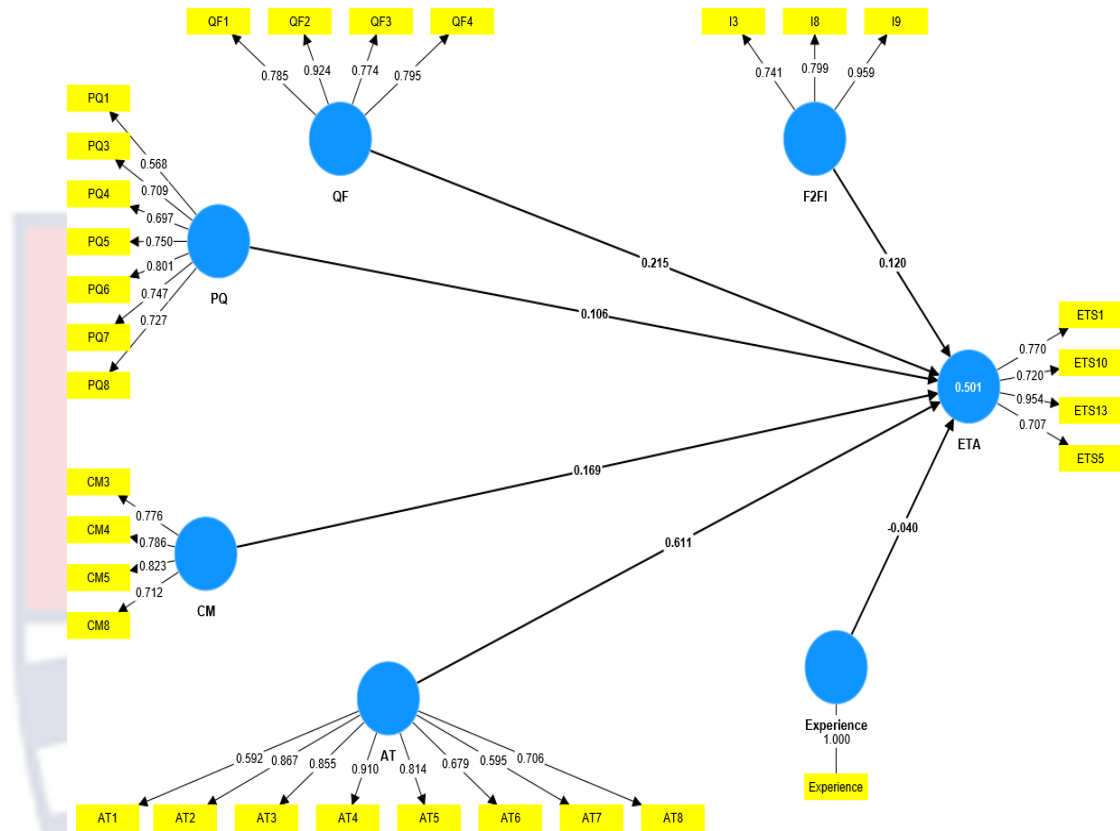 QF1 QF2 QF3 QF4
0.785 0.924 0.774 0.795
QF
I3 I8 I9
0.741 0.799 0.959
F2FI
PQ1
PQ3
PQ4
PQ5
PQ6
PQ7
PQ8
0.568
0.709
0.697
0.750
0.801
0.747
0.727
PQ
0.215
0.120
0.106
ETS1
ETS10
ETS13
ETS5
0.770
0.720
0.954
0.707
0.501
ETA
CM3
CM4
CM5
CM8
0.776
0.786
0.823
0.712
CM
0.169
0.611
-0.040
AT
0.592 0.867 0.855 0.910 0.814 0.679 0.595 0.706
AT1 AT2 AT3 AT4 AT5 AT6 AT7 AT8
Experience
1.000
Experience